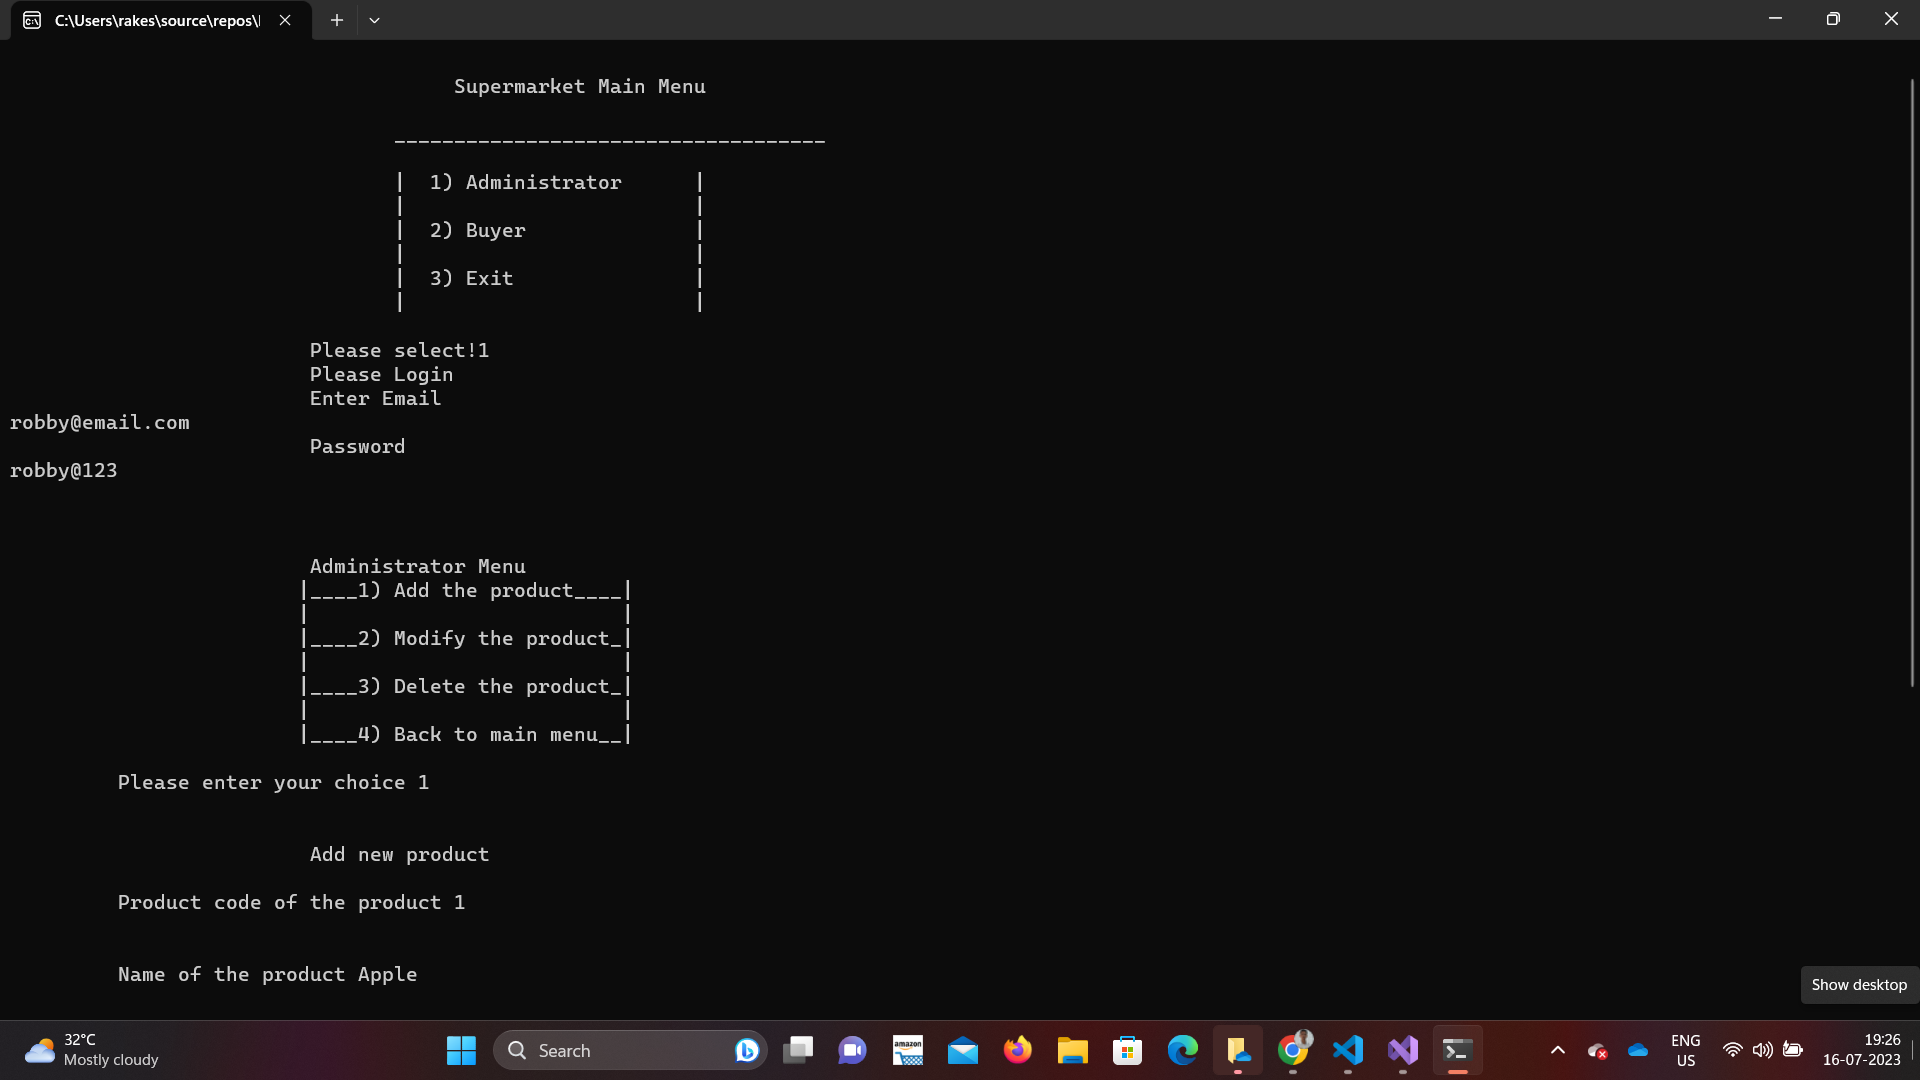 C:\Users\rakes\source\repos\
Supermarket Main Menu
------------------------------------
| 1) Administrator |
| |
| 2) Buyer |
| |
| 3) Exit |
| |
Please select!1
Please Login
Enter Email
robby@email.com
Password
robby@123
Administrator Menu
|____1) Add the product____|
| |
|____2) Modify the product_|
| |
|____3) Delete the product_|
| |
|____4) Back to main menu__|
Please enter your choice 1
Add new product
Product code of the product 1
Name of the product Apple
Show desktop
32°C
Mostly cloudy
Search
amazon
ENG
US
19:26
16-07-2023